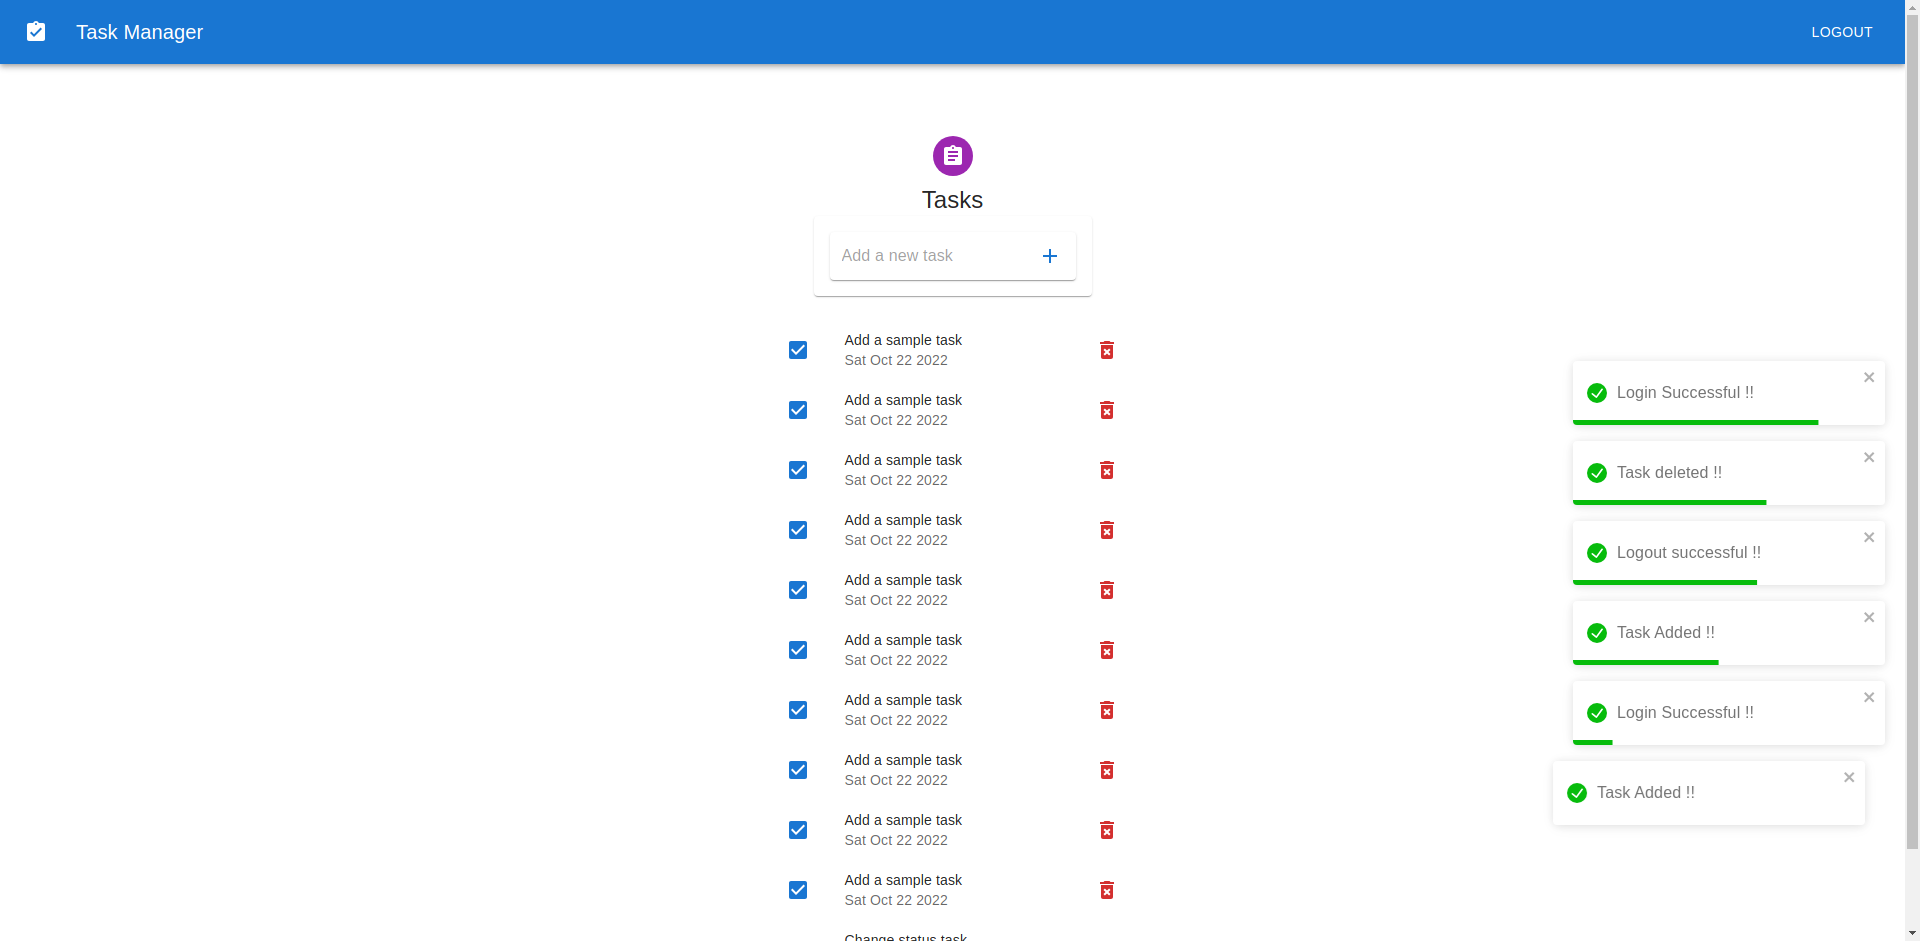 Task Manager
LOGOUT
Tasks
Add a new task
Add a sample task
Sat Oct 22 2022
Add a sample task
Sat Oct 22 2022
Add a sample task
Sat Oct 22 2022
Add a sample task
Sat Oct 22 2022
Add a sample task
Sat Oct 22 2022
Add a sample task
Sat Oct 22 2022
Add a sample task
Sat Oct 22 2022
Add a sample task
Sat Oct 22 2022
Add a sample task
Sat Oct 22 2022
Add a sample task
Sat Oct 22 2022
Change status task
Login Successful !!
Task deleted !!
Logout successful !!
Task Added !!
Login Successful !!
Task Added !!